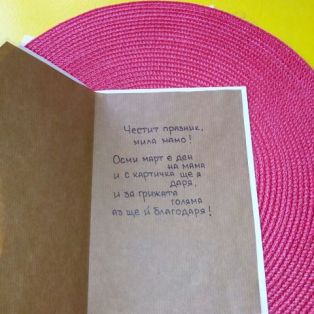 Честит празник,
мила мамо!
Осми март е ден
на мама
и с картичка ще я
даря,
и за грижата
голяма
аз ще ѝ благодаря!